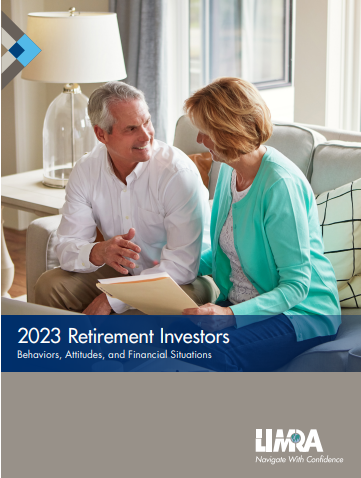 2023 Retirement Investors
Behaviors, Attitudes, and Financial Situations
LIMRA
Navigate With Confidence